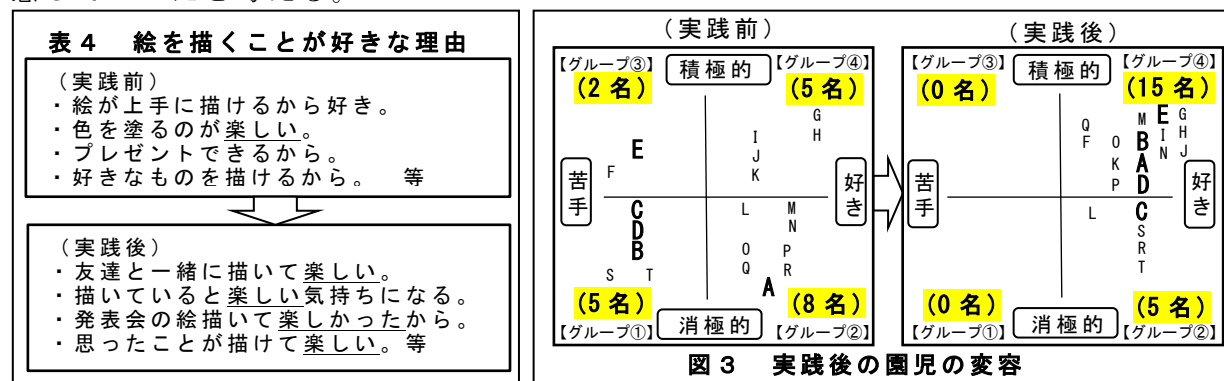 表４　絵を描くことが好きな理由
（実践前）
・絵が上手に描けるから好き。
・色を塗るのが楽しい。
・プレゼントできるから。
・好きなものを描けるから。　等
（実践後）
・友達と一緒に描いて楽しい。
・描いていると楽しい気持ちになる。
・発表会の絵描いて楽しかったから。
・思ったことが描けて楽しい。等
（実践前）
【グループ③】 積極的 【グループ④】
(２名) (５名)
G
H
I
J
K
E
F
苦手 好き
C
D
B
S T
L
O
Q
M
N
P
R
A
(５名) (８名)
【グループ①】 消極的 【グループ②】
（実践後）
【グループ③】 積極的 【グループ④】
(０名) (15名)
Q
F
O
K
P
M
B
A
D
E
I
N
G
H
J
苦手 好き
L
C
S
R
T
(０名) (５名)
【グループ①】 消極的 【グループ②】
図３　実践後の園児の変容